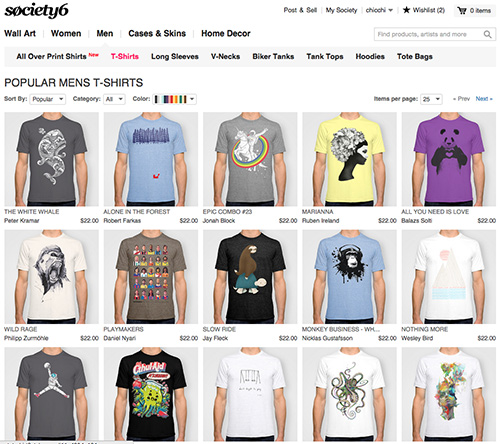 society6
Post & Sell My Society chicchi Wishlist (2) 0 items
Wall Art Women Men Cases & Skins Home Decor
Find products, artists and more
All Over Print Shirts New T-Shirts Long Sleeves V-Necks Biker Tanks Tank Tops Hoodies Tote Bags
POPULAR MENS T-SHIRTS
Sort By: Popular Category: All Color: Items per page: 25 « Prev Next »
THE WHITE WHALE ALONE IN THE FOREST EPIC COMBO #23 MARIANNA ALL YOU NEED IS LOVE
Peter Kramar $22.00 Robert Farkas $22.00 Jonah Block $22.00 Ruben Ireland $22.00 Balazs Solti $22.00
WILD RAGE PLAYMAKERS SLOW RIDE MONKEY BUSINESS - WH... NOTHING MORE
Philipp Zurmöhle $22.00 Daniel Nyari $22.00 Jay Fleck $22.00 Nicklas Gustafsson $22.00 Wesley Bird $22.00